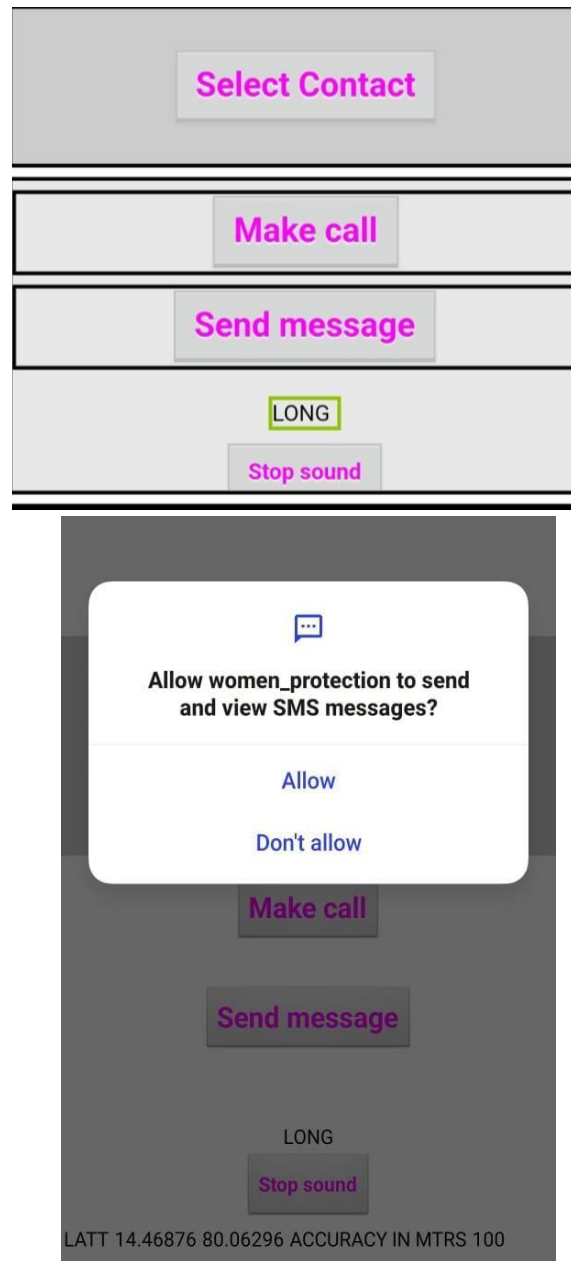 Select Contact
Make call
Send message
LONG
Stop sound
Allow women_protection to send
and view SMS messages?
Allow
Don't allow
Make call
Send message
LONG
Stop sound
LATT 14.46876 80.06296 ACCURACY IN MTRS 100